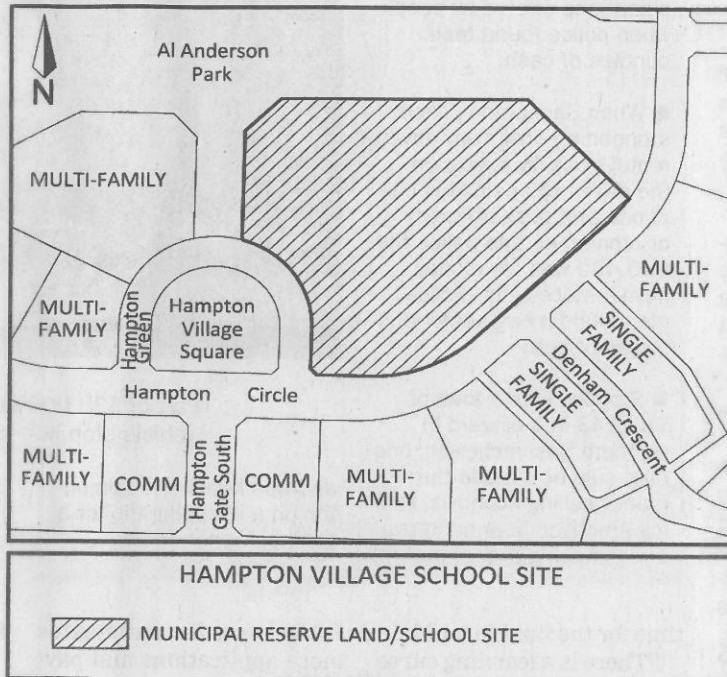 Al Anderson
Park
N
MULTI-FAMILY
MULTI-
FAMILY
MULTI-
FAMILY
Hampton
Green
Hampton
Village
Square
SINGLE
FAMILY
Denham Crescent
SINGLE
FAMILY
Hampton Circle
MULTI-
FAMILY
COMM
Hampton
Gate South
COMM
MULTI-
FAMILY
MULTI-
FAMILY
HAMPTON VILLAGE SCHOOL SITE
MUNICIPAL RESERVE LAND/SCHOOL SITE